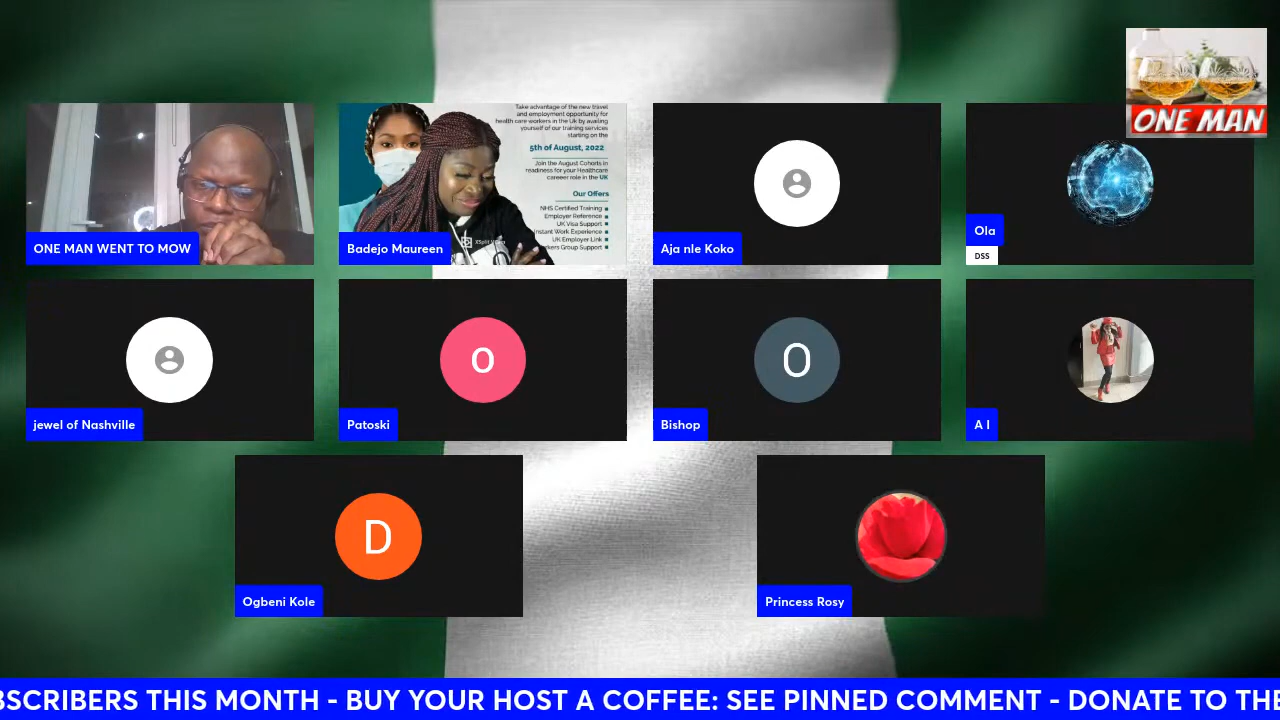 ONE MAN
ONE MAN WENT TO MOW
Take advantage of the new travel
and employment opportunity for
health care workers in the Uk by availing
yourself of our training services
starting on the
5th of August, 2022
Join the August Cohorts in
readiness for your Healthcare
career role in the UK
Our Offers
NHS Certified Training
Employer Reference
UK Visa Support
Instant Work Experience
UK Employer Link
Group Support
XSplit
Badejo Maureen
Aja nle Koko
Ola
DSS
jewel of Nashville
O
Patoski
O
Bishop
A I
D
Ogbeni Kole
Princess Rosy
BSCRIBERS THIS MONTH - BUY YOUR HOST A COFFEE: SEE PINNED COMMENT - DONATE TO THE